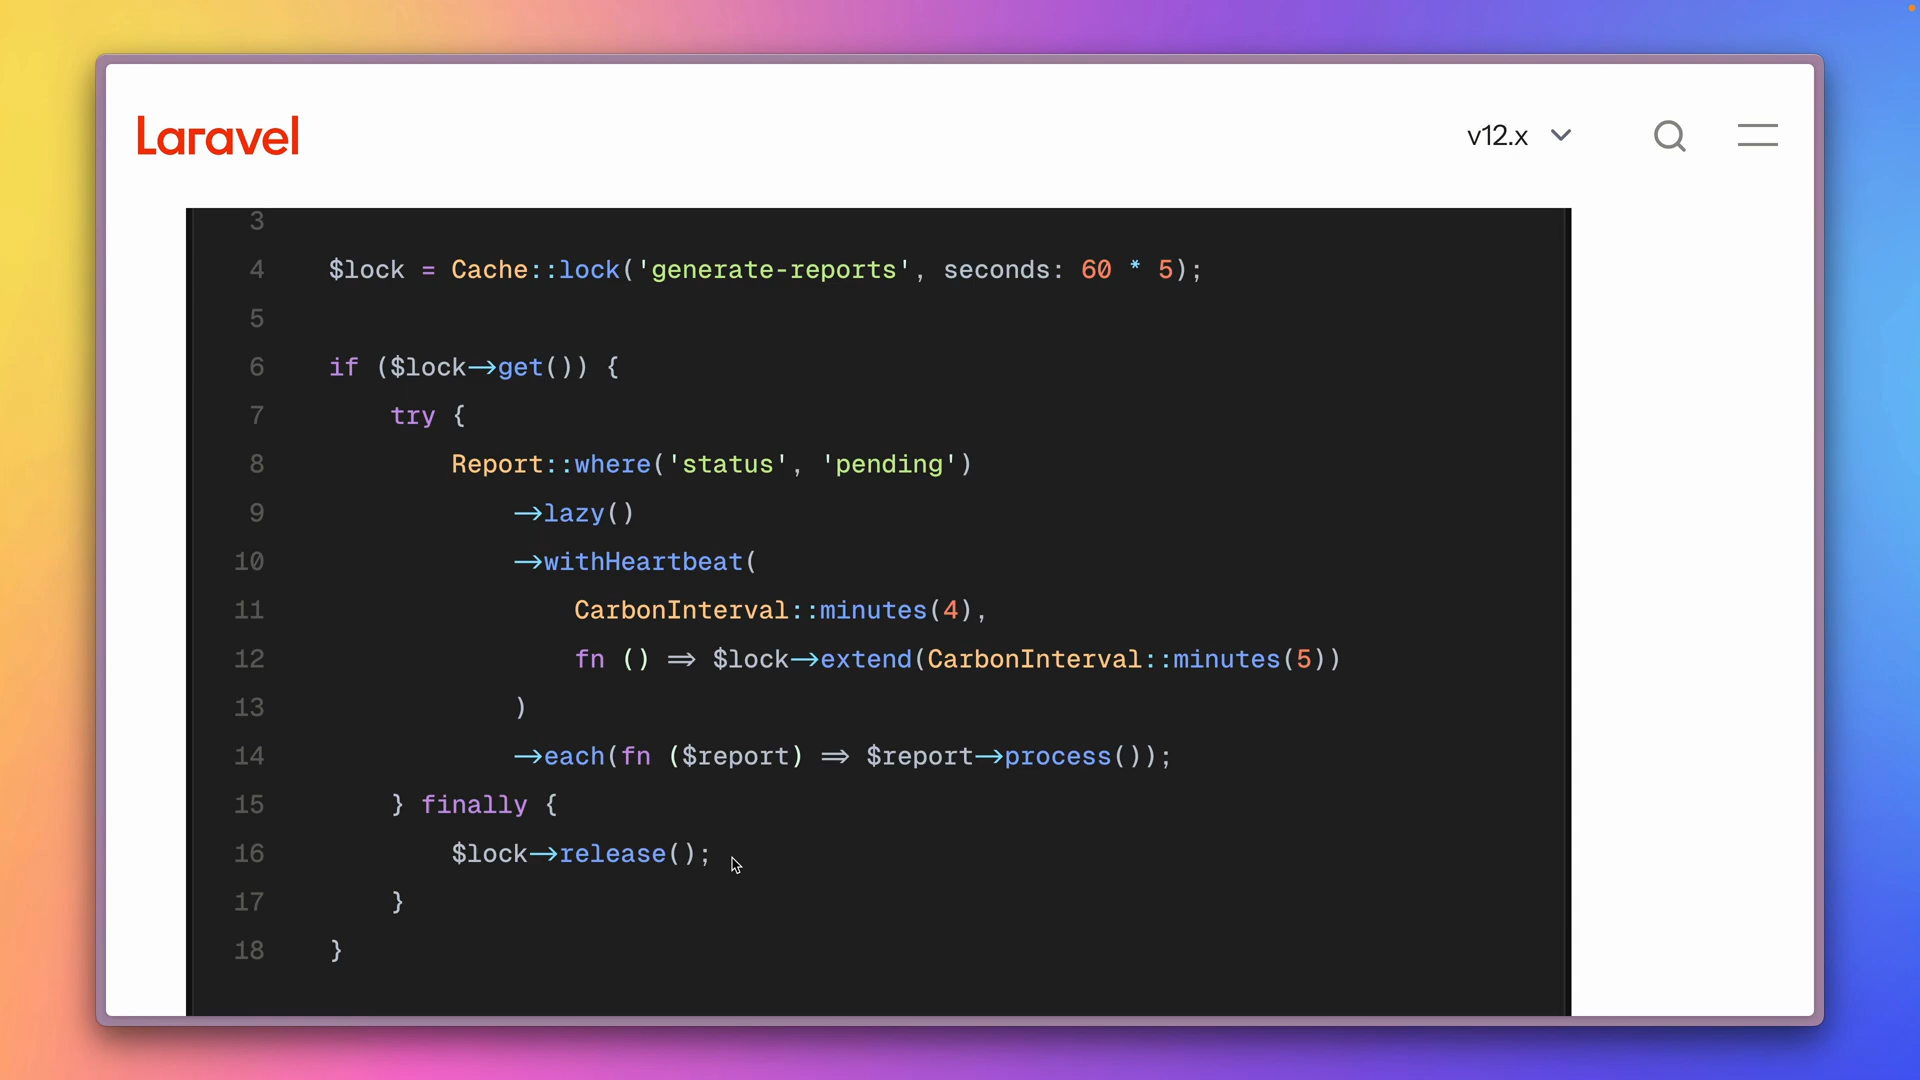 Laravel
v12.x
3
4 $lock = Cache::lock('generate-reports', seconds: 60 * 5);
5
6 if ($lock->get()) {
7 try {
8 Report::where('status', 'pending')
9 ->lazy()
10 ->withHeartbeat(
11 CarbonInterval::minutes(4),
12 fn () => $lock->extend(CarbonInterval::minutes(5))
13 )
14 ->each(fn ($report) => $report->process());
15 } finally {
16 $lock->release();
17 }
18 }